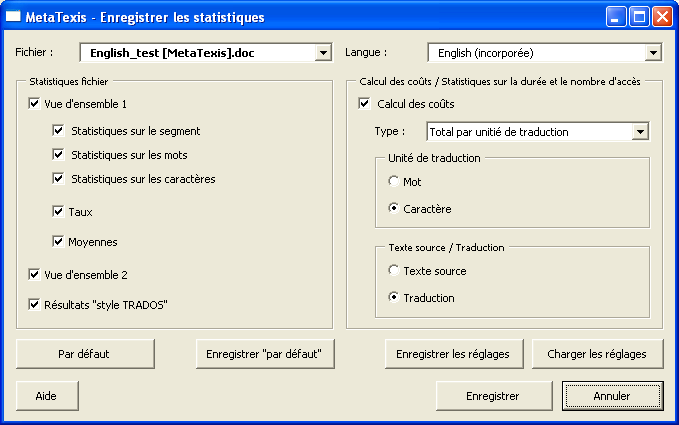 MetaTexis - Enregistrer les statistiques
Fichier : English_test [MetaTexis].doc Langue : English (incorporée)
Statistiques fichier
Vue d'ensemble 1
Statistiques sur le segment
Statistiques sur les mots
Statistiques sur les caractères
Taux
Moyennes
Vue d'ensemble 2
Résultats "style TRADOS"
Calcul des coûts / Statistiques sur la durée et le nombre d'accès
Calcul des coûts
Type : Total par unitié de traduction
Unité de traduction
Mot
Caractère
Texte source / Traduction
Texte source
Traduction
Par défaut Enregistrer "par défaut" Enregistrer les réglages Charger les réglages
Aide Enregistrer Annuler